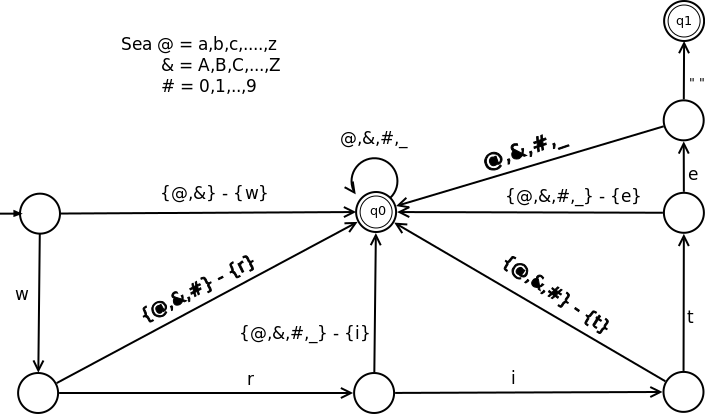 q1
Sea @ = a,b,c,....,z
& = A,B,C,...,Z
# = 0,1,..,9
" "
@,&,#,_
@,&,#,_
e
{@,&} - {w}
{@,&,#,_} - {e}
q0
w
{@,&,#} - {r}
{@,&,#,_} - {i}
{@,&,#} - {t}
t
r
i